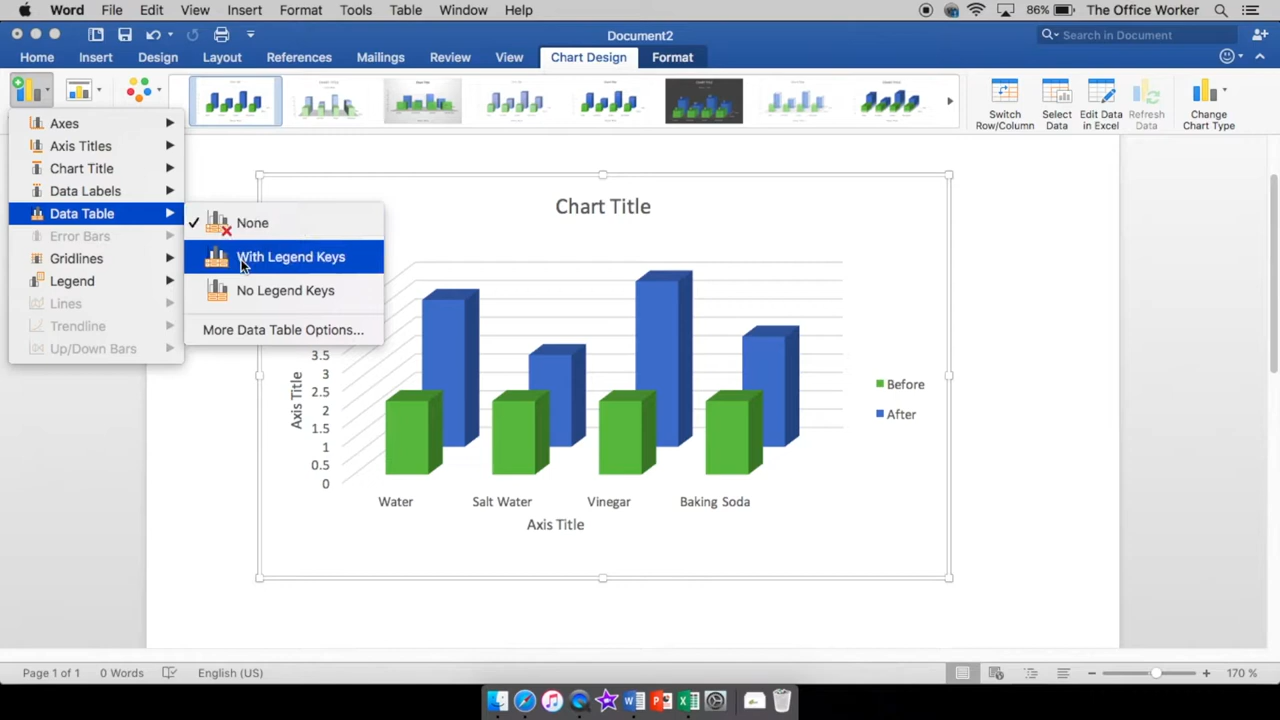 Word File Edit View Insert Format Tools Table Window Help 86% The Office Worker
Document2
Search in Document
Home Insert Design Layout References Mailings Review View Chart Design Format
Switch Row/Column
Select Data
Edit Data in Excel
Refresh Data
Change Chart Type
Axes
Axis Titles
Chart Title
Data Labels
Data Table
Error Bars
Gridlines
Legend
Lines
Trendline
Up/Down Bars
None
With Legend Keys
No Legend Keys
More Data Table Options...
Chart Title
3.5
3
2.5
2
1.5
1
0.5
0
Axis Title
Water Salt Water Vinegar Baking Soda
Axis Title
Before
After
Page 1 of 1 0 Words English (US) 170 %